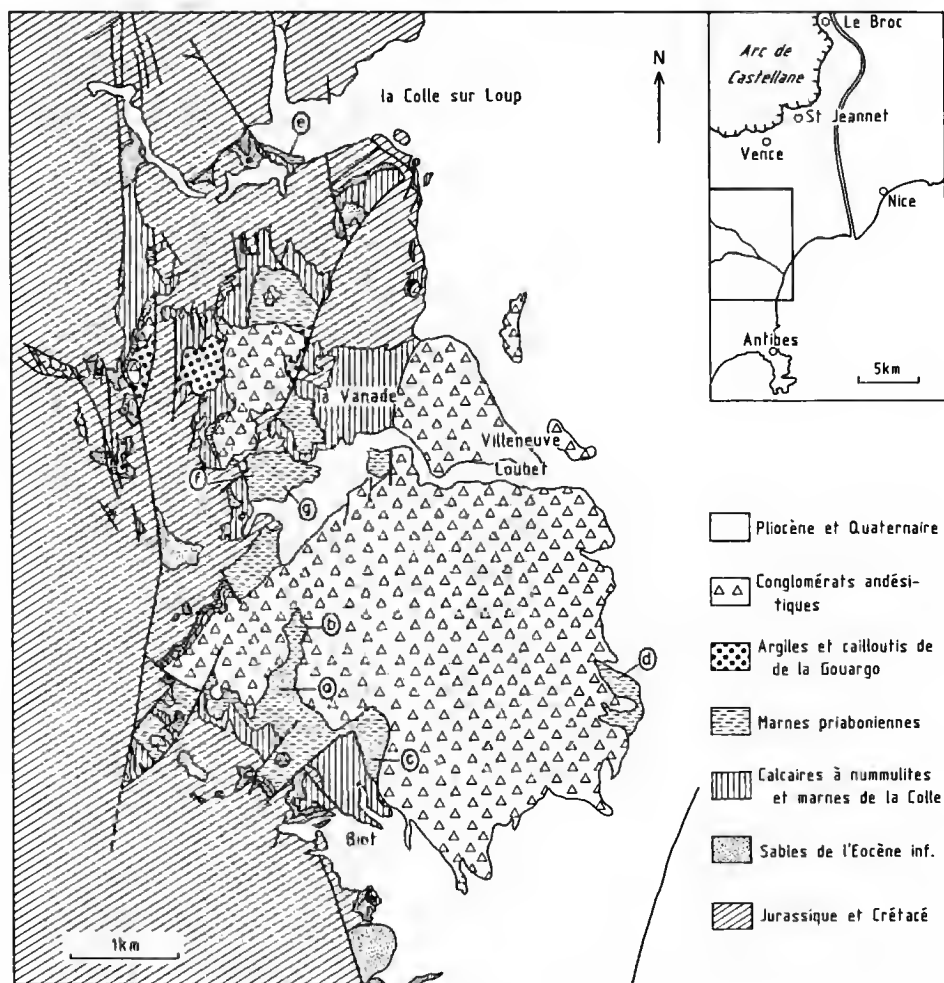 la Colle sur Loup
N
e
la Vanade
Villeneuve
Loubet
f
g
b
a
d
c
Biot
1km
Le Broc
Arc de
Castellane
St Jeannet
Vence
Nice
Antibes
5km
Pliocène et Quaternaire
Conglomérats andési-
tiques
Argiles et cailloutis de
de la Gouargo
Marnes priaboniennes
Calcaires à nummulites
et marnes de la Colle
Sables de l'Eocène inf.
Jurassique et Crétacé